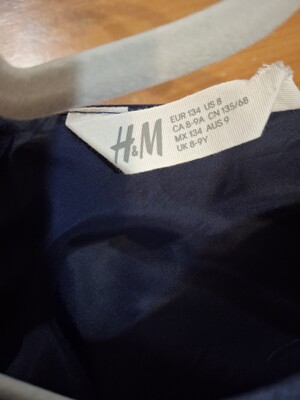 H&M
EUR 134 US 8
CA 8-9A CN 135/68
MX 134 AUS 9
UK 8-9Y